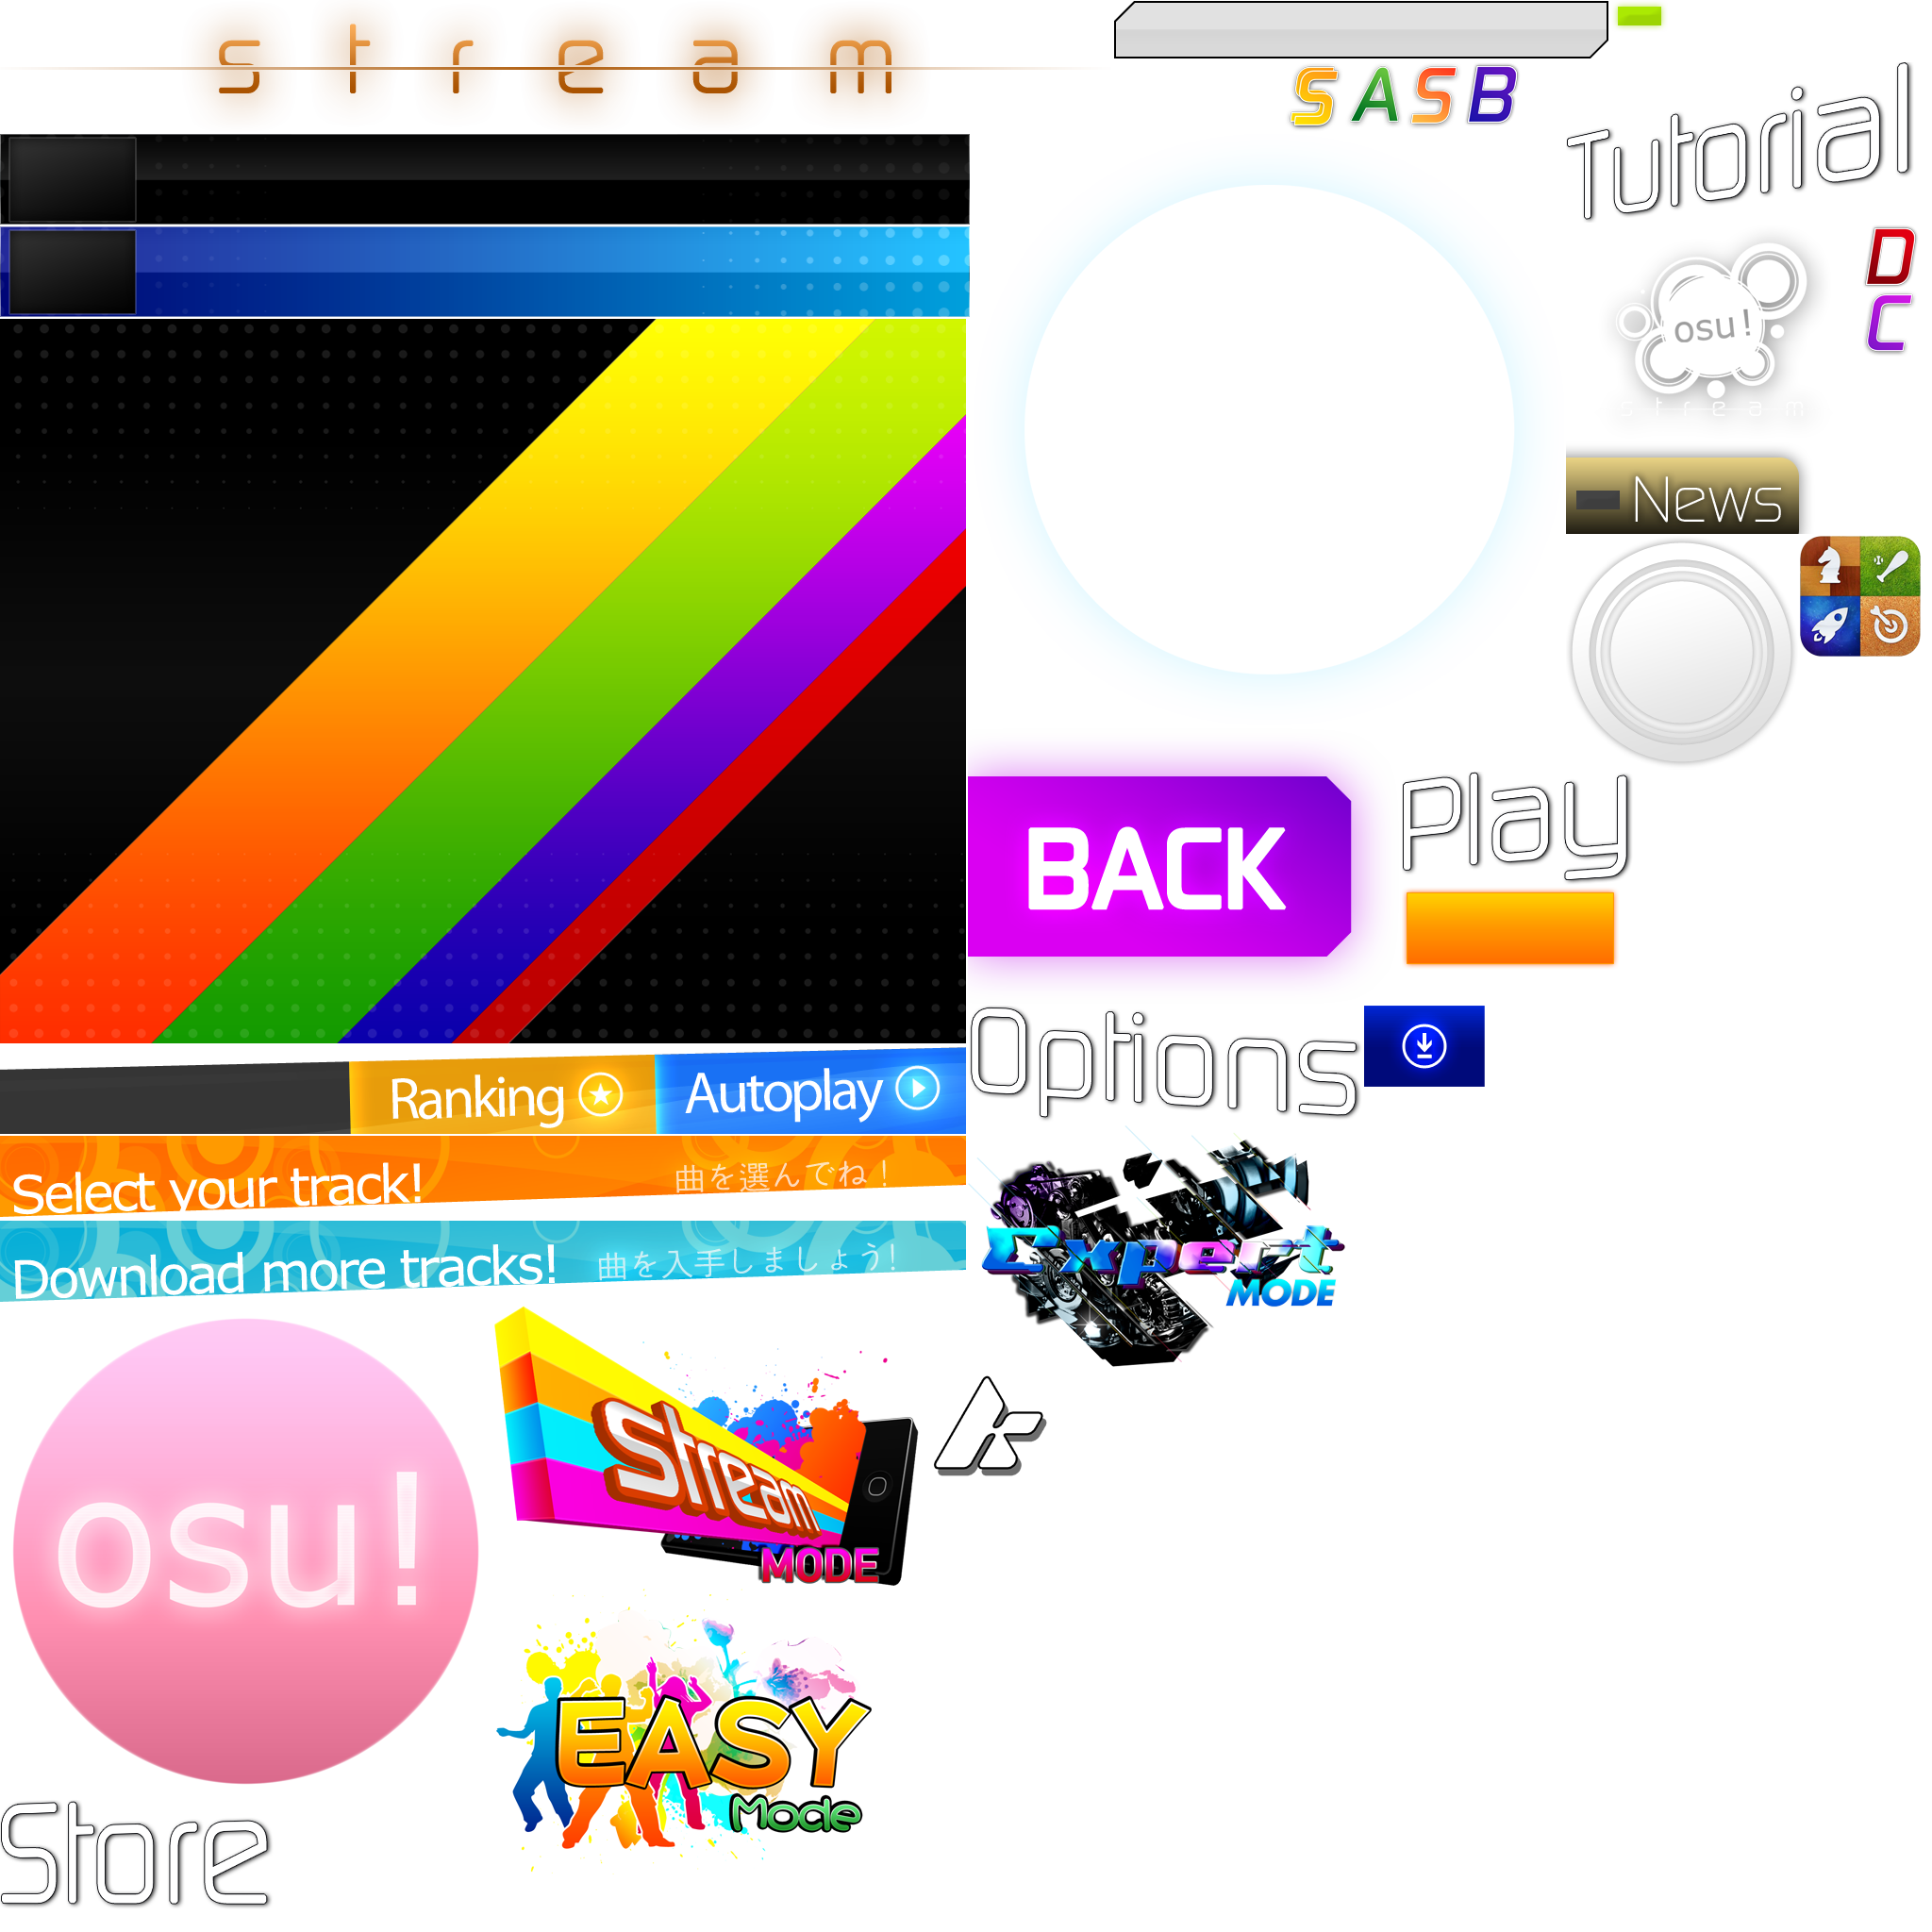 stream
S A S B
Tutorial
D
C
osu!
stream
News
BACK
Play
Options
Ranking
Autoplay
Select your track!
曲を選んでね！
Download more tracks!
曲を入手しましょう!
Expert
MODE
osu!
Stream
MODE
EASY
Mode
Store